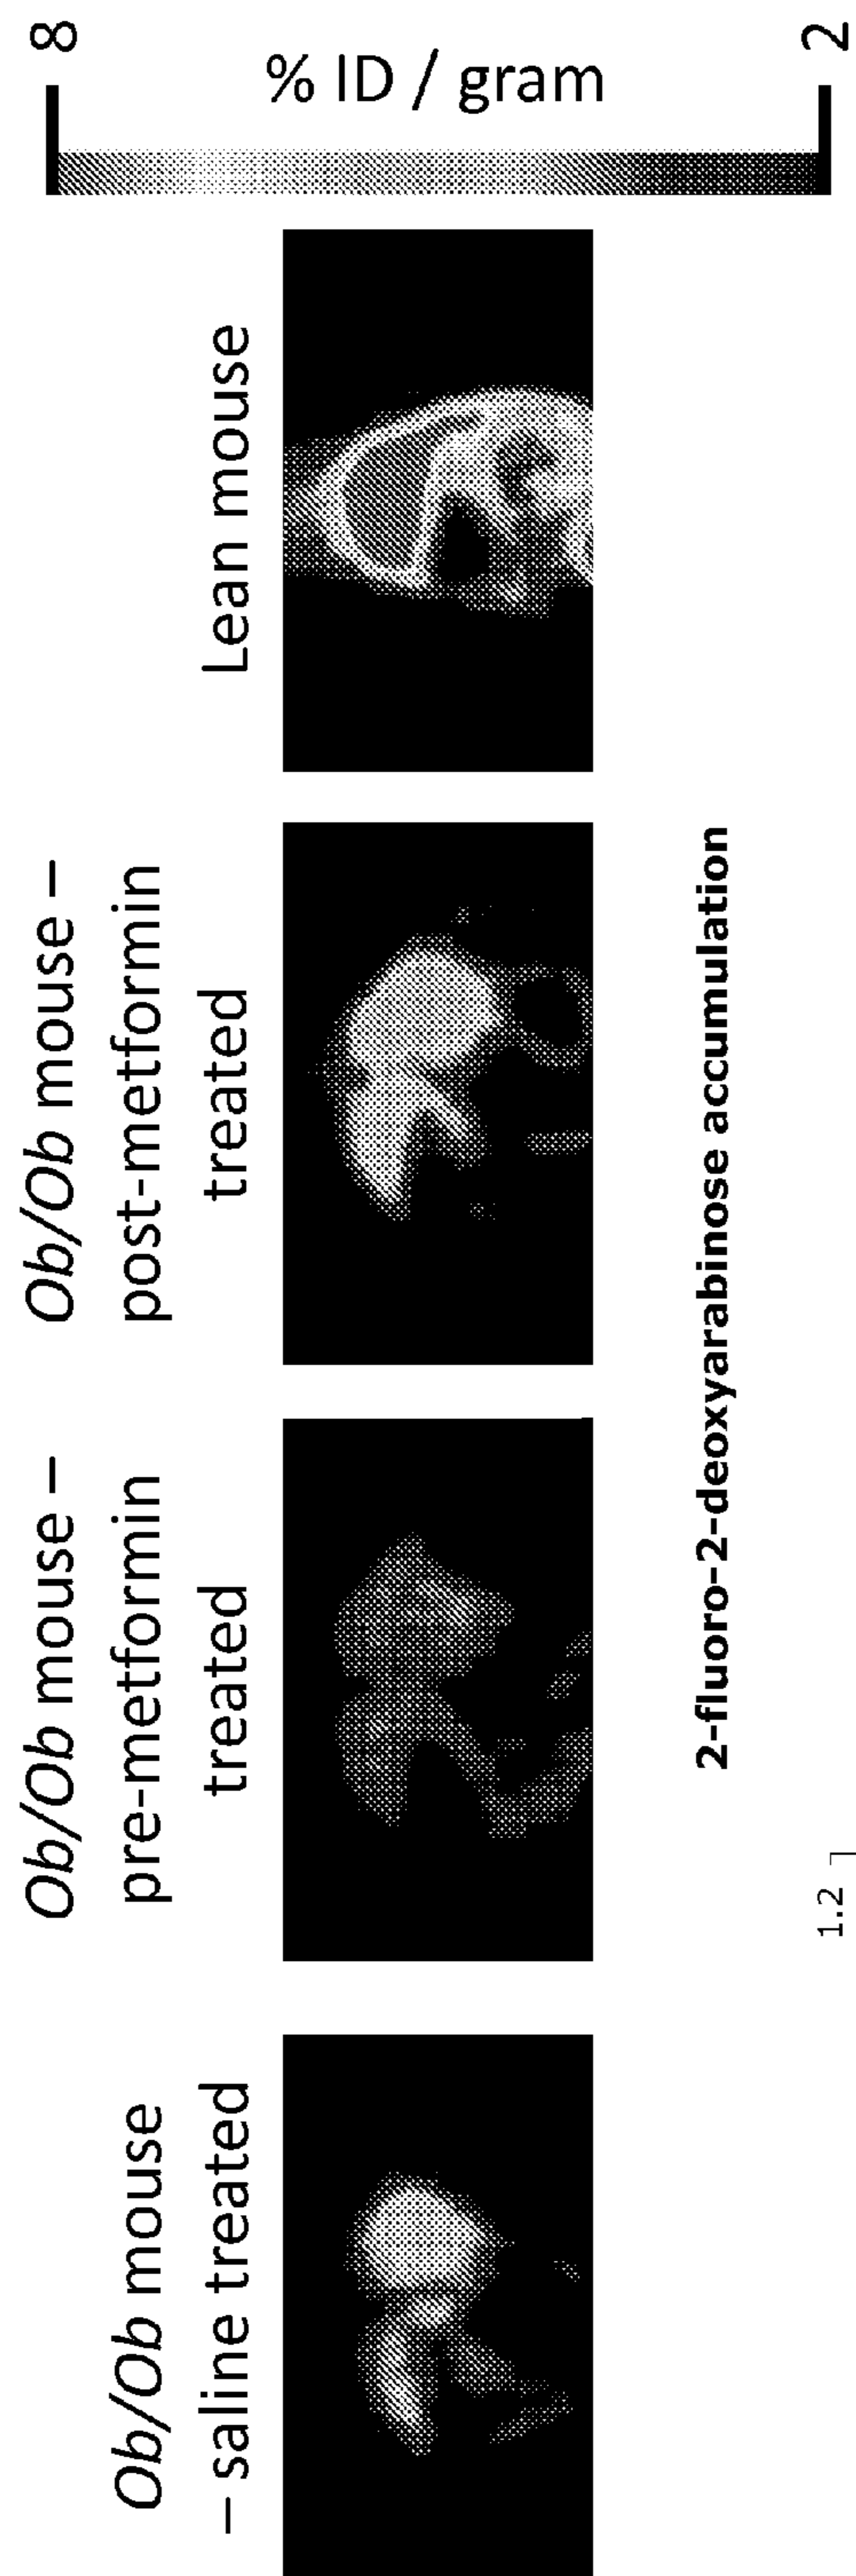 Ob/Ob mouse
– saline treated
Ob/Ob mouse –
pre-metformin
treated
Ob/Ob mouse –
post-metformin
treated
Lean mouse
8
% ID / gram
2
2-fluoro-2-deoxyarabinose accumulation
1.2